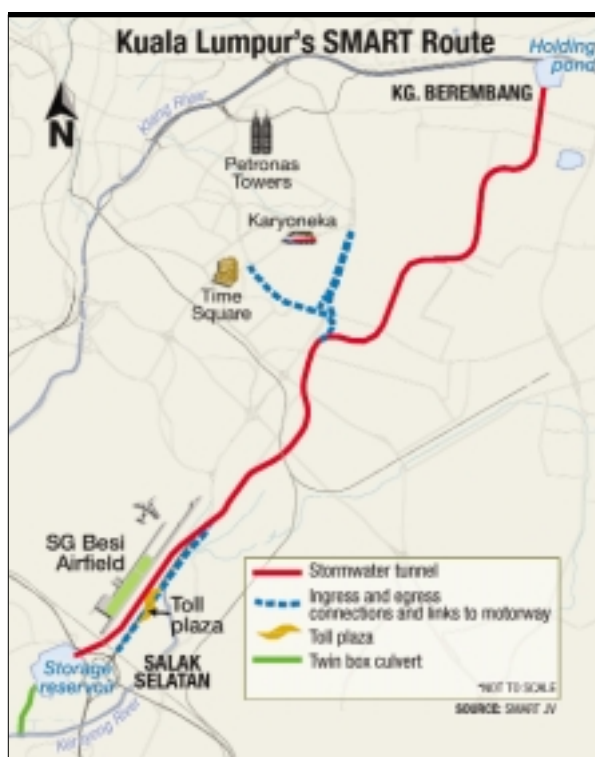 Kuala Lumpur's SMART Route
Holding
pond
KG. BEREMBANG
Klang River
N
Petronas
Towers
Karyoneka
Time
Square
SG Besi
Airfield
Toll
plaza
Stormwater tunnel
Ingress and egress
connections and links to motorway
Toll plaza
Twin box culvert
*NOT TO SCALE
SOURCE: SMART JV
SALAK
SELATAN
Storage
reservoir
River